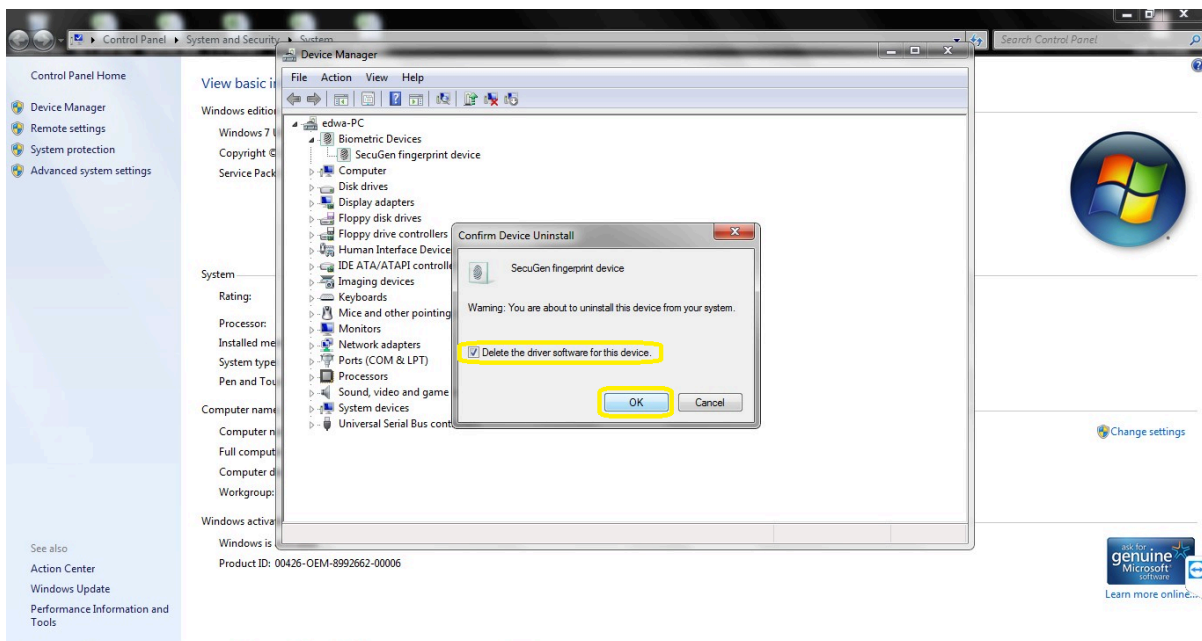 Control Panel ▸ System and Security ▸ System
Search Control Panel
Control Panel Home
Device Manager
Remote settings
System protection
Advanced system settings
See also
Action Center
Windows Update
Performance Information and
Tools
View basic
Windows
Windows 7
Copyright ©
Service Pack
System
Rating:
Processor:
Installed
System type
Pen and
Computer name
Computer
Full
Computer
Workgroup:
Windows
Windows is
Product ID: 00426-OEM-8992662-00006
Change settings
ask for
genuine
Microsoft
software
Learn more online...
Device Manager
File Action View Help
edwa-PC
Biometric Devices
SecuGen fingerprint device
Computer
Disk drives
Display adapters
Floppy disk drives
Floppy drive controllers
Human Interface Device
IDE ATA/ATAPI
Imaging devices
Keyboards
Mice and other pointing
Monitors
Network adapters
Ports (COM & LPT)
Processors
Sound, video and game
System devices
Universal Serial Bus
Confirm Device Uninstall
SecuGen fingerprint device
Warning: You are about to uninstall this device from your system.
Delete the driver software for this device.
OK Cancel